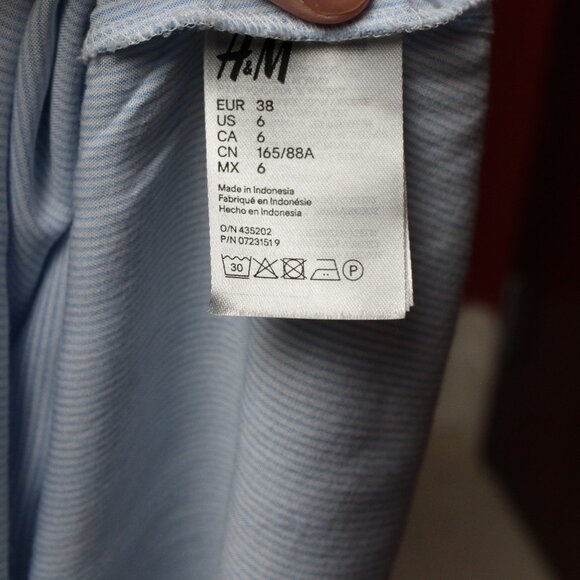 H&M
EUR 38
US 6
CA 6
CN 165/88A
MX 6
Made in Indonesia
Fabriqué en Indonésie
Hecho en Indonesia
O/N 435202
P/N 07231519
30
P